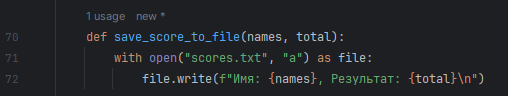 1 usage   new *
70    def save_score_to_file(names, total):
71        with open("scores.txt", "a") as file:
72            file.write(f"Имя: {names}, Результат: {total}\n")